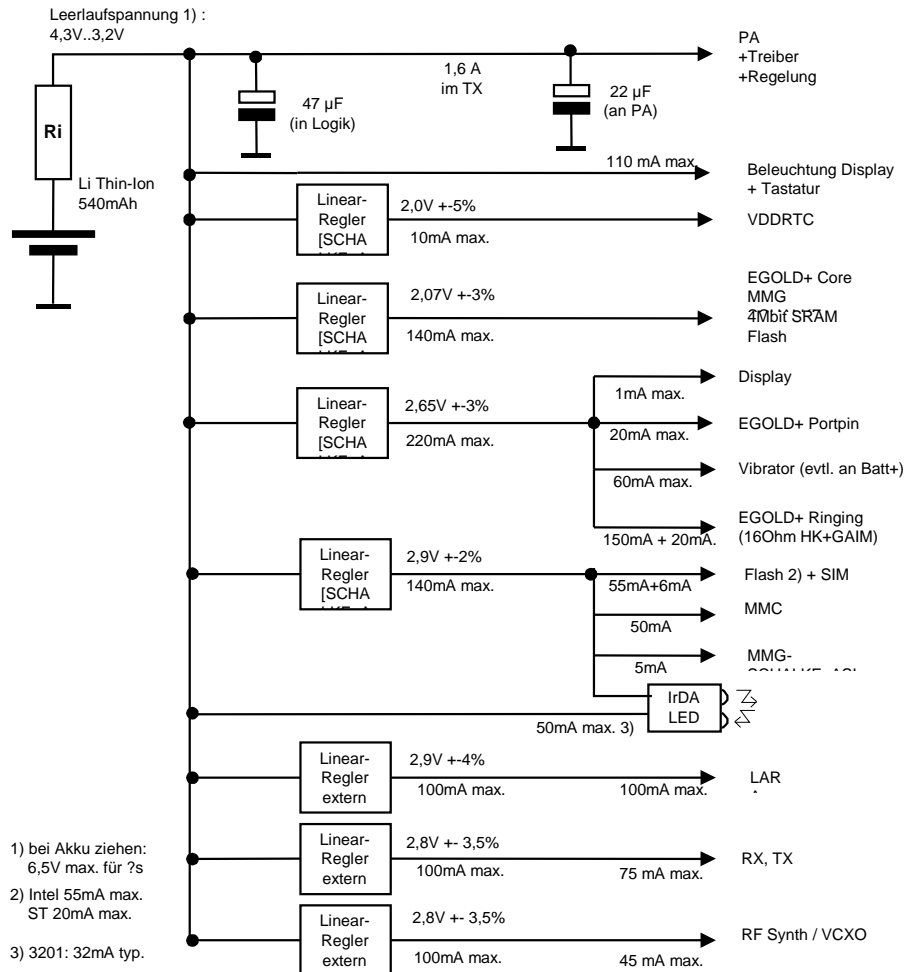 Leerlaufspannung 1) :
4,3V..3,2V
PA
+Treiber
+Regelung
1,6 A
im TX
47 µF
(in Logik)
22 µF
(an PA)
Ri
Li Thin-Ion
540mAh
110 mA max.
Beleuchtung Display
+ Tastatur
Linear-
Regler
[SCHA
2,0V +-5%
10mA max.
VDDRTC
Linear-
Regler
[SCHA
2,07V +-3%
140mA max.
EGOLD+ Core
MMG
4Mbit SRAM
Flash
Linear-
Regler
[SCHA
2,65V +-3%
220mA max.
1mA max.
Display
20mA max.
EGOLD+ Portpin
60mA max.
Vibrator (evtl. an Batt+)
150mA + 20mA.
EGOLD+ Ringing
(16Ohm HK+GAIM)
Linear-
Regler
[SCHA
2,9V +-2%
140mA max.
55mA+6mA
Flash 2) + SIM
50mA
MMC
5mA
MMG-
IrDA
LED
50mA max. 3)
Linear-
Regler
extern
2,9V +-4%
100mA max.
100mA max.
LAR
Linear-
Regler
extern
2,8V +- 3,5%
100mA max.
75 mA max.
RX, TX
Linear-
Regler
extern
2,8V +- 3,5%
100mA max.
45 mA max.
RF Synth / VCXO
1) bei Akku ziehen:
6,5V max. für ?s
2) Intel 55mA max.
ST 20mA max.
3) 3201: 32mA typ.